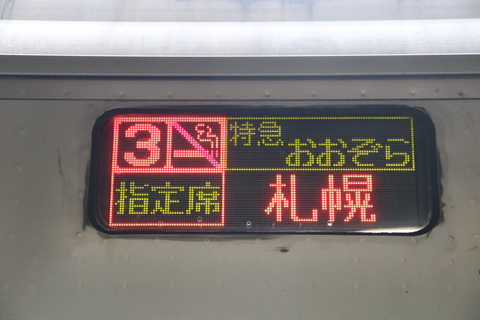 3 特急
おおぞら
指定席 札幌